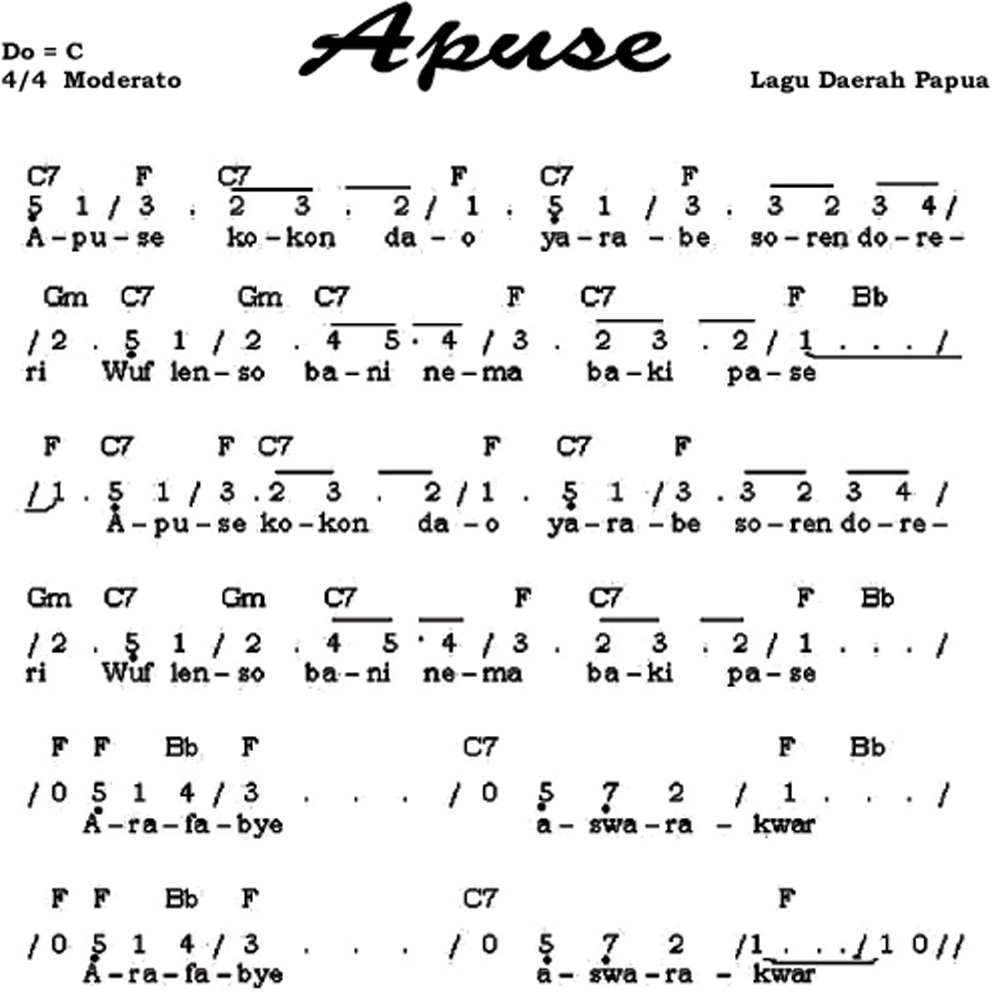 Apuse
Do = C
4/4 Moderato
Lagu Daerah Papua
C7 F C7 F C7 F
5 1 / 3 . 2 3 . 2 / 1 . 5 1 / 3 . 3 2 3 4 /
A-pu-se ko-kon da-o ya-ra-be so-ren do-re-
Gm C7 Gm C7 F C7 F Bb
/ 2 . 5 1 / 2 . 4 5 . 4 / 3 . 2 3 . 2 / 1 . . . /
ri Wuf len-so ba-ni ne-ma ba-ki pa-se
F C7 F C7 F C7 F
/ 1 . 5 1 / 3 . 2 3 . 2 / 1 . 5 1 / 3 . 3 2 3 4 /
A-pu-se ko-kon da-o ya-ra-be so-ren do-re-
Gm C7 Gm C7 F C7 F Bb
/ 2 . 5 1 / 2 . 4 5 . 4 / 3 . 2 3 . 2 / 1 . . . /
ri Wuf len-so ba-ni ne-ma ba-ki pa-se
F F Bb F C7 F Bb
/ 0 5 1 4 / 3 . . . / 0 5 7 2 / 1 . . . /
A-ra-fa-bye a-swa-ra-kwar
F F Bb F C7 F
/ 0 5 1 4 / 3 . . . / 0 5 7 2 / 1 . . . / 1 0 //
A-ra-fa-bye a-swa-ra-kwar